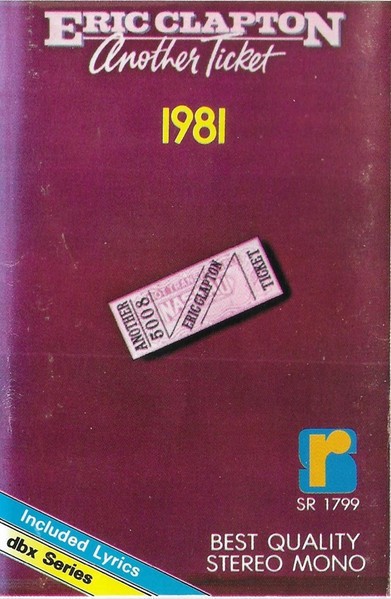 ERIC CLAPTON
Another Ticket
1981
ANOTHER
5008
ERIC CLAPTON
TICKET
sr
SR 1799
Included Lyrics
dbx Series
BEST QUALITY
STEREO MONO